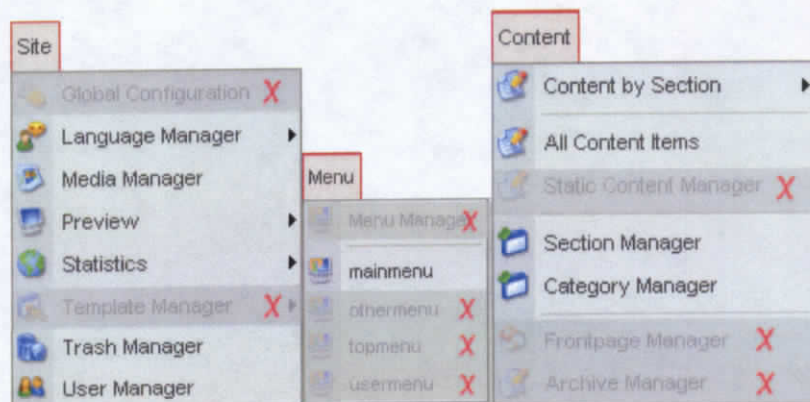 Site
Global Configuration X
Language Manager
Media Manager
Preview
Statistics
Template Manager X
Trash Manager
User Manager
Menu
Menu Manager X
mainmenu
othermenu X
topmenu X
usermenu X
Content
Content by Section
All Content Items
Static Content Manager X
Section Manager
Category Manager
Frontpage Manager X
Archive Manager X